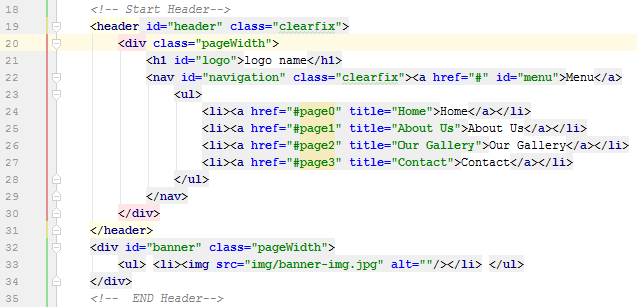 18 <!-- Start Header-->
19 <header id="header" class="clearfix">
20 <div class="pageWidth">
21 <h1 id="logo">logo name</h1>
22 <nav id="navigation" class="clearfix"><a href="#" id="menu">Menu</a>
23 <ul>
24 <li><a href="#page0" title="Home">Home</a></li>
25 <li><a href="#page1" title="About Us">About Us</a></li>
26 <li><a href="#page2" title="Our Gallery">Our Gallery</a></li>
27 <li><a href="#page3" title="Contact">Contact</a></li>
28 </ul>
29 </nav>
30 </div>
31 </header>
32 <div id="banner" class="pageWidth">
33 <ul> <li><img src="img/banner-img.jpg" alt=""/></li> </ul>
34 </div>
35 <!--  END Header-->